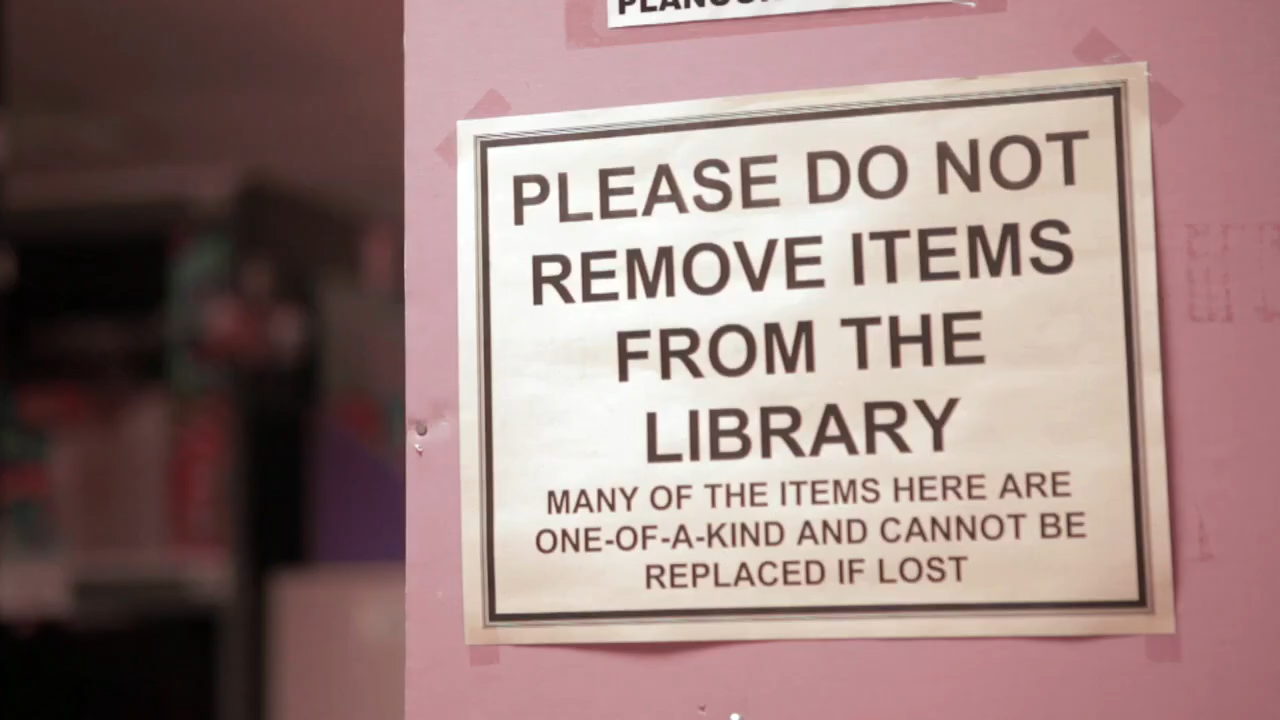 PLEASE DO NOT
REMOVE ITEMS
FROM THE
LIBRARY
MANY OF THE ITEMS HERE ARE
ONE-OF-A-KIND AND CANNOT BE
REPLACED IF LOST